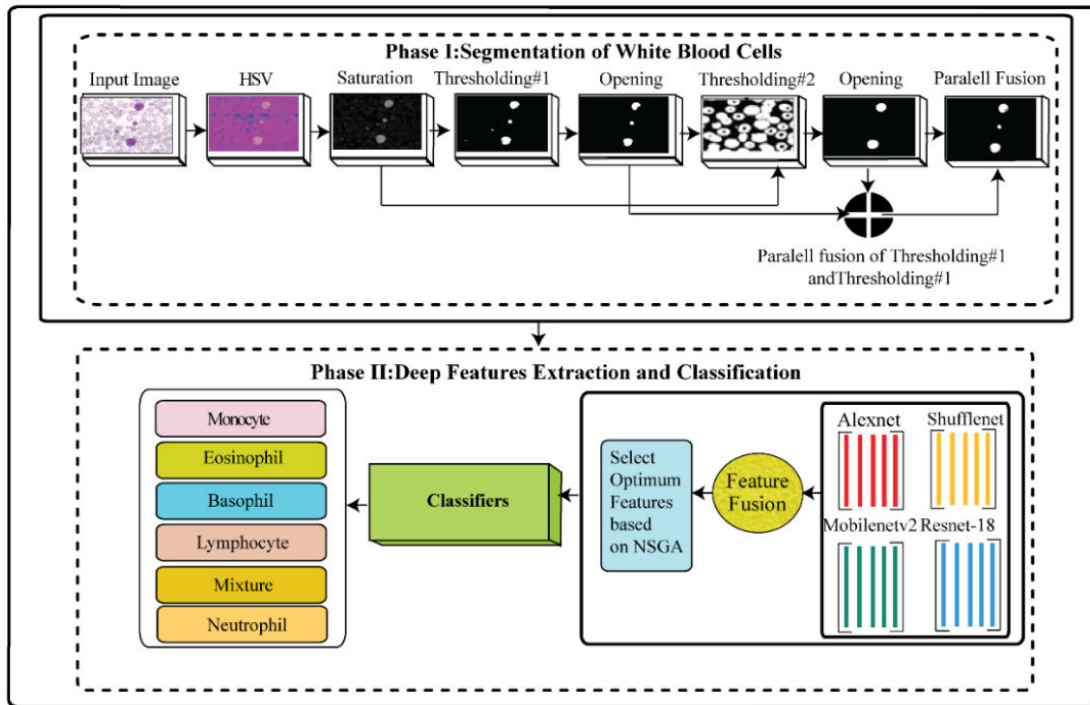 Phase I:Segmentation of White Blood Cells
Input Image
HSV
Saturation
Thresholding#1
Opening
Thresholding#2
Opening
Paralell Fusion
Paralell fusion of Thresholding#1
andThresholding#1
Phase II:Deep Features Extraction and Classification
Monocyte
Eosinophil
Basophil
Lymphocyte
Mixture
Neutrophil
Classifiers
Select
Optimum
Features
based
on NSGA
Feature
Fusion
Alexnet
Shufflenet
Mobilenetv2
Resnet-18